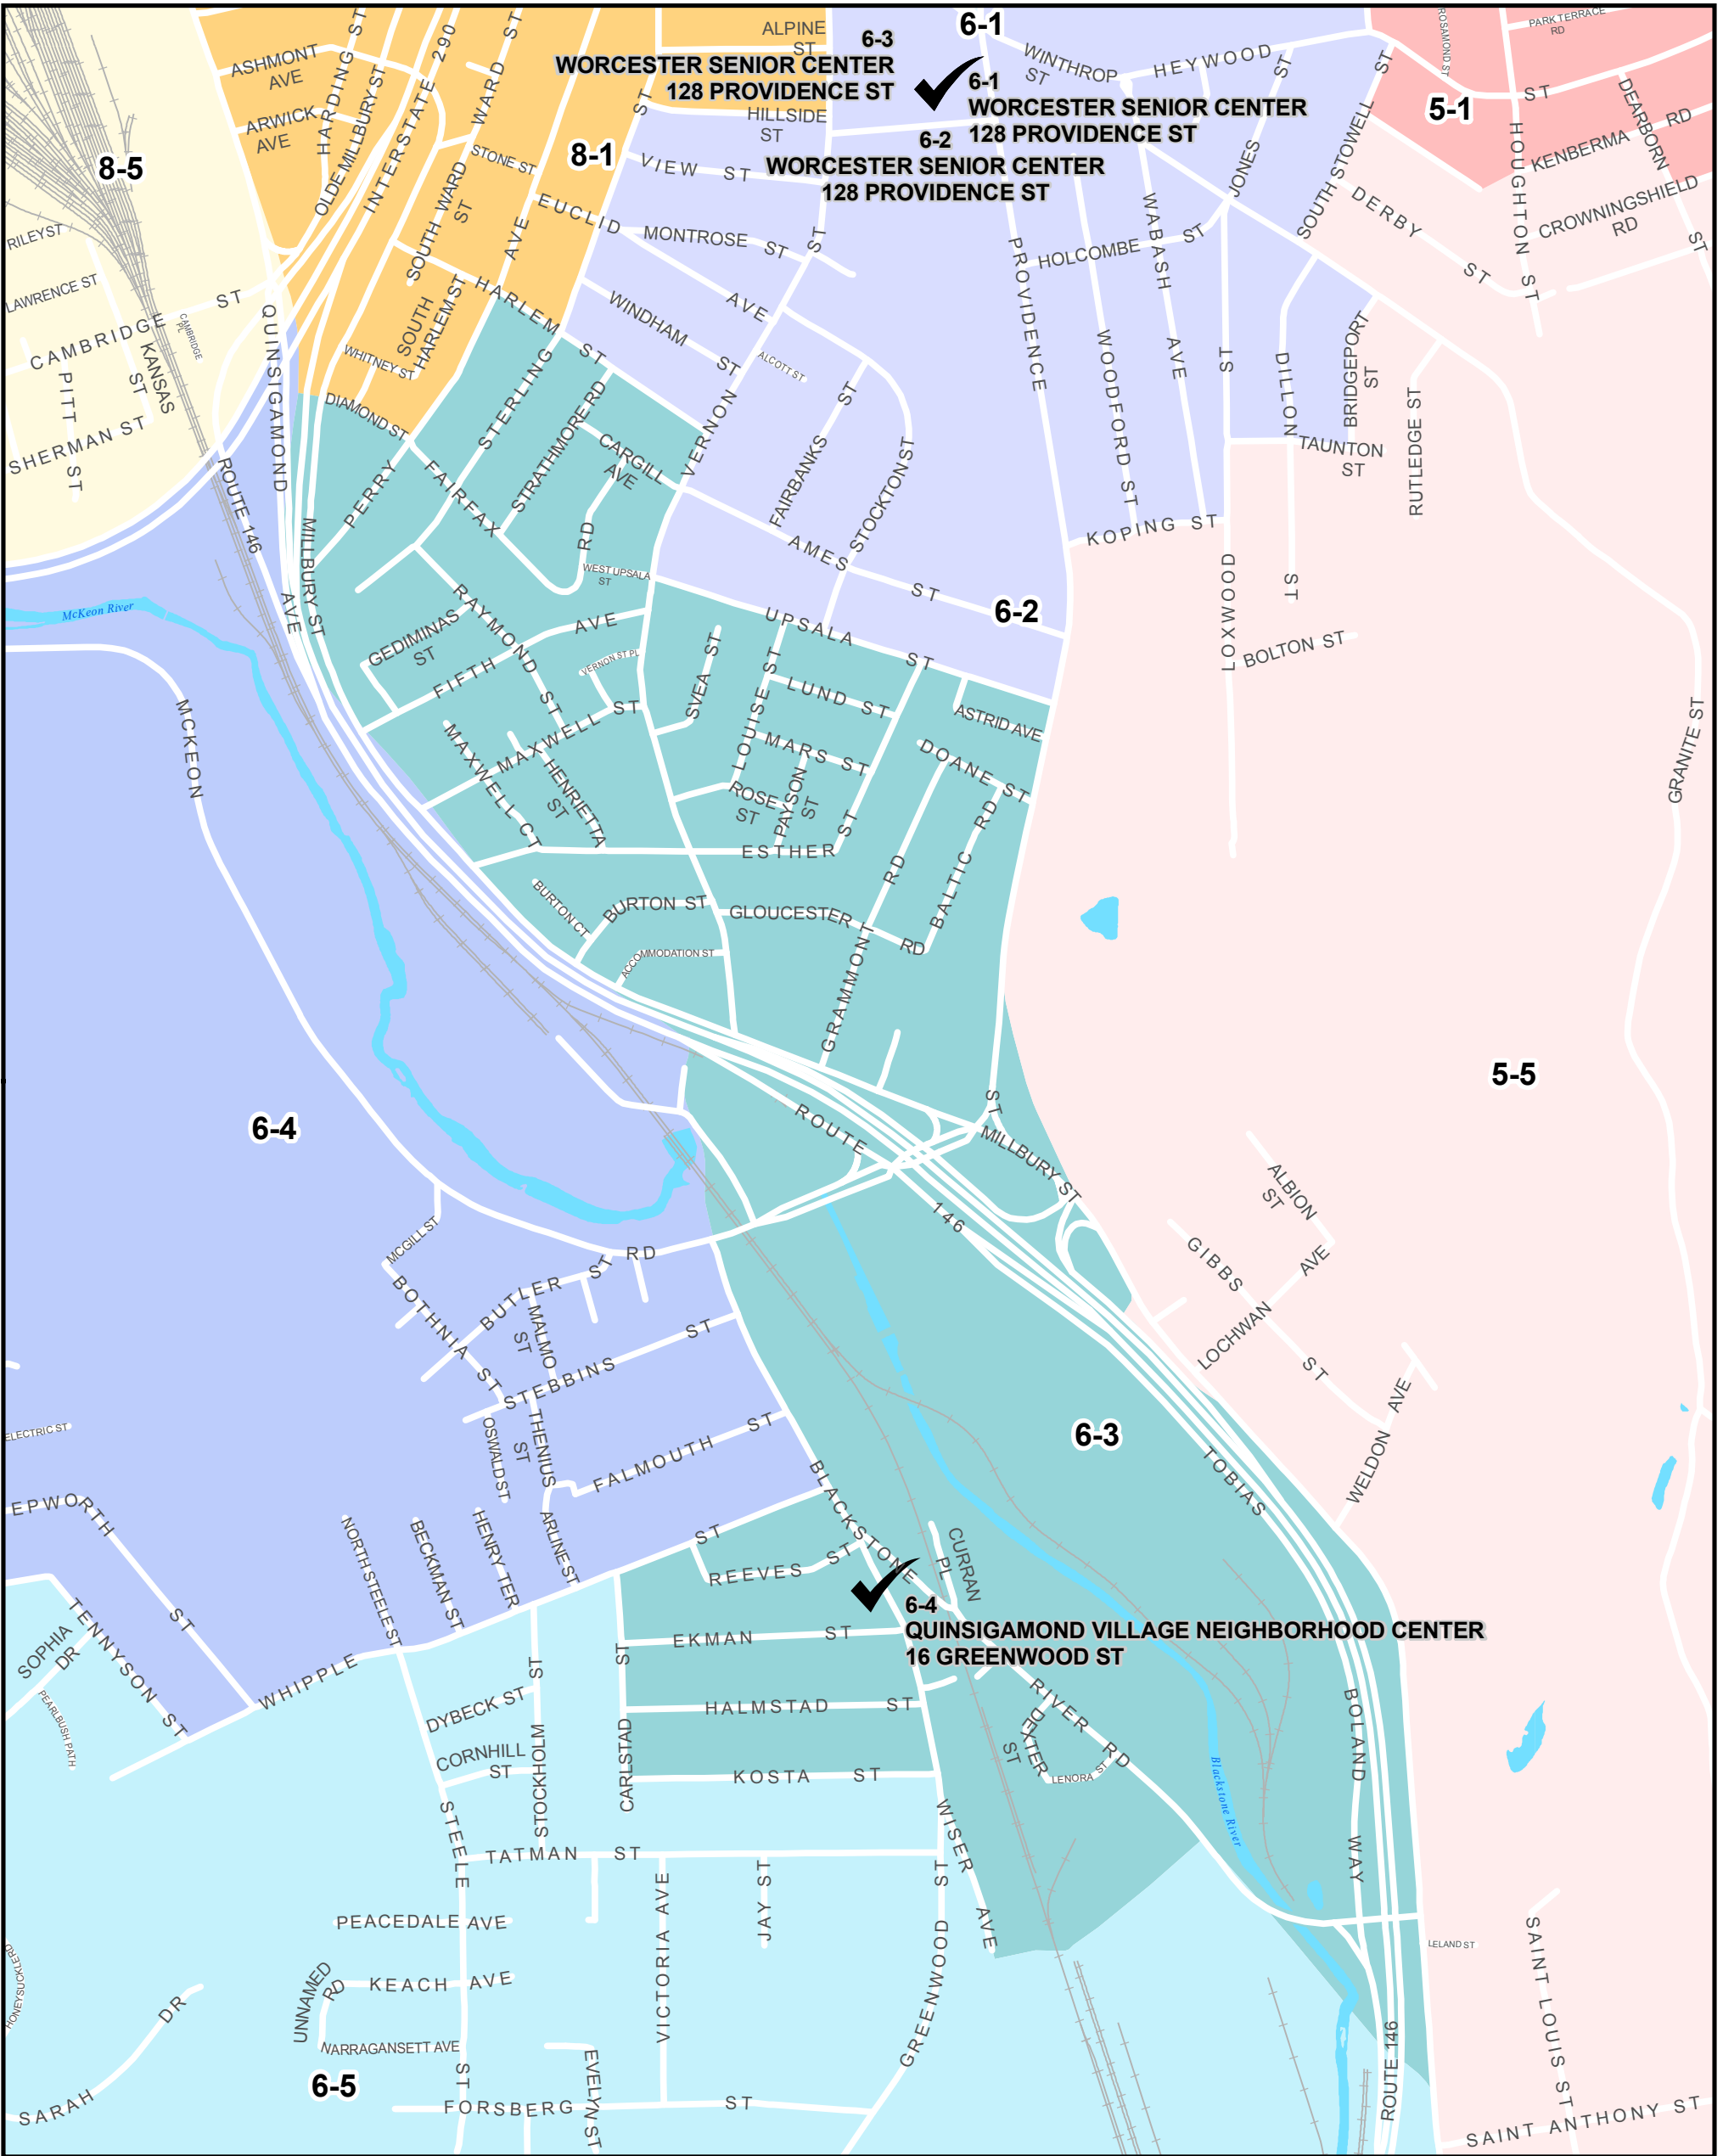 ALPINE
ST
6-3
WORCESTER SENIOR CENTER
128 PROVIDENCE ST
6-1
6-1
WORCESTER SENIOR CENTER
128 PROVIDENCE ST
6-2
WORCESTER SENIOR CENTER
128 PROVIDENCE ST
WINTHROP
ST
HEYWOOD
ST
ROSAMOND ST
PARK TERRACE
RD
5-1
ST
HOUGHTON ST
DEARBORN
ST
KENBERMA RD
CROWNINGSHIELD
RD
DERBY
ST
SOUTH STOWELL
ST
JONES
ST
ASHMONT
AVE
ARWICK
AVE
HARDING ST
OLDE MILLBURY ST
INTERSTATE 290
WARD ST
SOUTH WARD
ST
STONE ST
8-1
8-5
HILLSIDE
ST
VIEW ST
EUCLID
AVE
MONTROSE ST
ST
AVE
HARLEM
ST
SOUTH
HARLEM ST
WHITNEY ST
DIAMOND ST
WINDHAM
ST
ALCOTT ST
VERNON
ST
FAIRBANKS
ST
STOCKTON ST
AMES
ST
PROVIDENCE
ST
HOLCOMBE ST
WABASH
AVE
WOODFORD ST
KOPING ST
DILLON
ST
BRIDGEPORT
ST
TAUNTON
ST
RUTLEDGE ST
LOXWOOD
ST
BOLTON ST
GRANITE ST
RILEY ST
LAWRENCE ST
CAMBRIDGE
ST
CAMBRIDGE
PL
KANSAS
ST
PITT
ST
SHERMAN ST
QUINSIGAMOND
AVE
ROUTE 146
MILLBURY ST
PERRY
AVE
FAIRFAX
RD
STERLING
STRATHMORE RD
CARGILL
AVE
WEST UPSALA
ST
UPSALA
ST
6-2
McKeon River
MCKEON
RD
GEDIMINAS
ST
RAYMOND
ST
FIFTH
AVE
VERNON ST PL
MAXWELL ST
MAXWELL CT
HENRIETTA
ST
SVEA ST
LOUISE ST
LUND ST
MARS ST
ROSE
ST
PAYSON
ST
ESTHER
ST
ASTRID AVE
DOANE
ST
BALTIC RD
GRAMMONT
RD
GLOUCESTER
RD
BURTON CT
BURTON ST
ACCOMMODATION ST
ROUTE
146
MILLBURY ST
5-5
ALBION
ST
GIBBS
ST
LOCHWAN
AVE
WELDON AVE
6-4
MCGILL ST
BOTHNIA
ST
BUTLER ST
MALMO
ST
STEBBINS
ST
THENIUS
ST
OSWALD ST
FALMOUTH
ST
ELECTRIC ST
EPWORTH
ST
NORTH STEELE ST
BECKMAN ST
HENRY TER
ARLINE ST
6-3
TOBIAS
BOLAND
WAY
BLACKSTONE
RIVER
RD
REEVES ST
CURRAN
PL
6-4
QUINSIGAMOND VILLAGE NEIGHBORHOOD CENTER
16 GREENWOOD ST
EKMAN ST
HALMSTAD ST
KOSTA ST
CARLSTAD
ST
DEXTER
ST
LENORA ST
Blackstone River
SOPHIA
DR
TENNYSON
ST
PEARLBUSH PATH
WHIPPLE
ST
DYBECK ST
CORNHILL
ST
STOCKHOLM
ST
STEELE
ST
TATMAN ST
PEACEDALE AVE
UNNAMED
RD
KEACH AVE
NARRAGANSETT AVE
VICTORIA AVE
JAY ST
GREENWOOD ST
WISER
AVE
HONEYSUCKLE RD
SARAH
DR
6-5
FORSBERG
ST
EVELYN ST
ROUTE 146
LELAND ST
SAINT LOUIS ST
SAINT ANTHONY ST